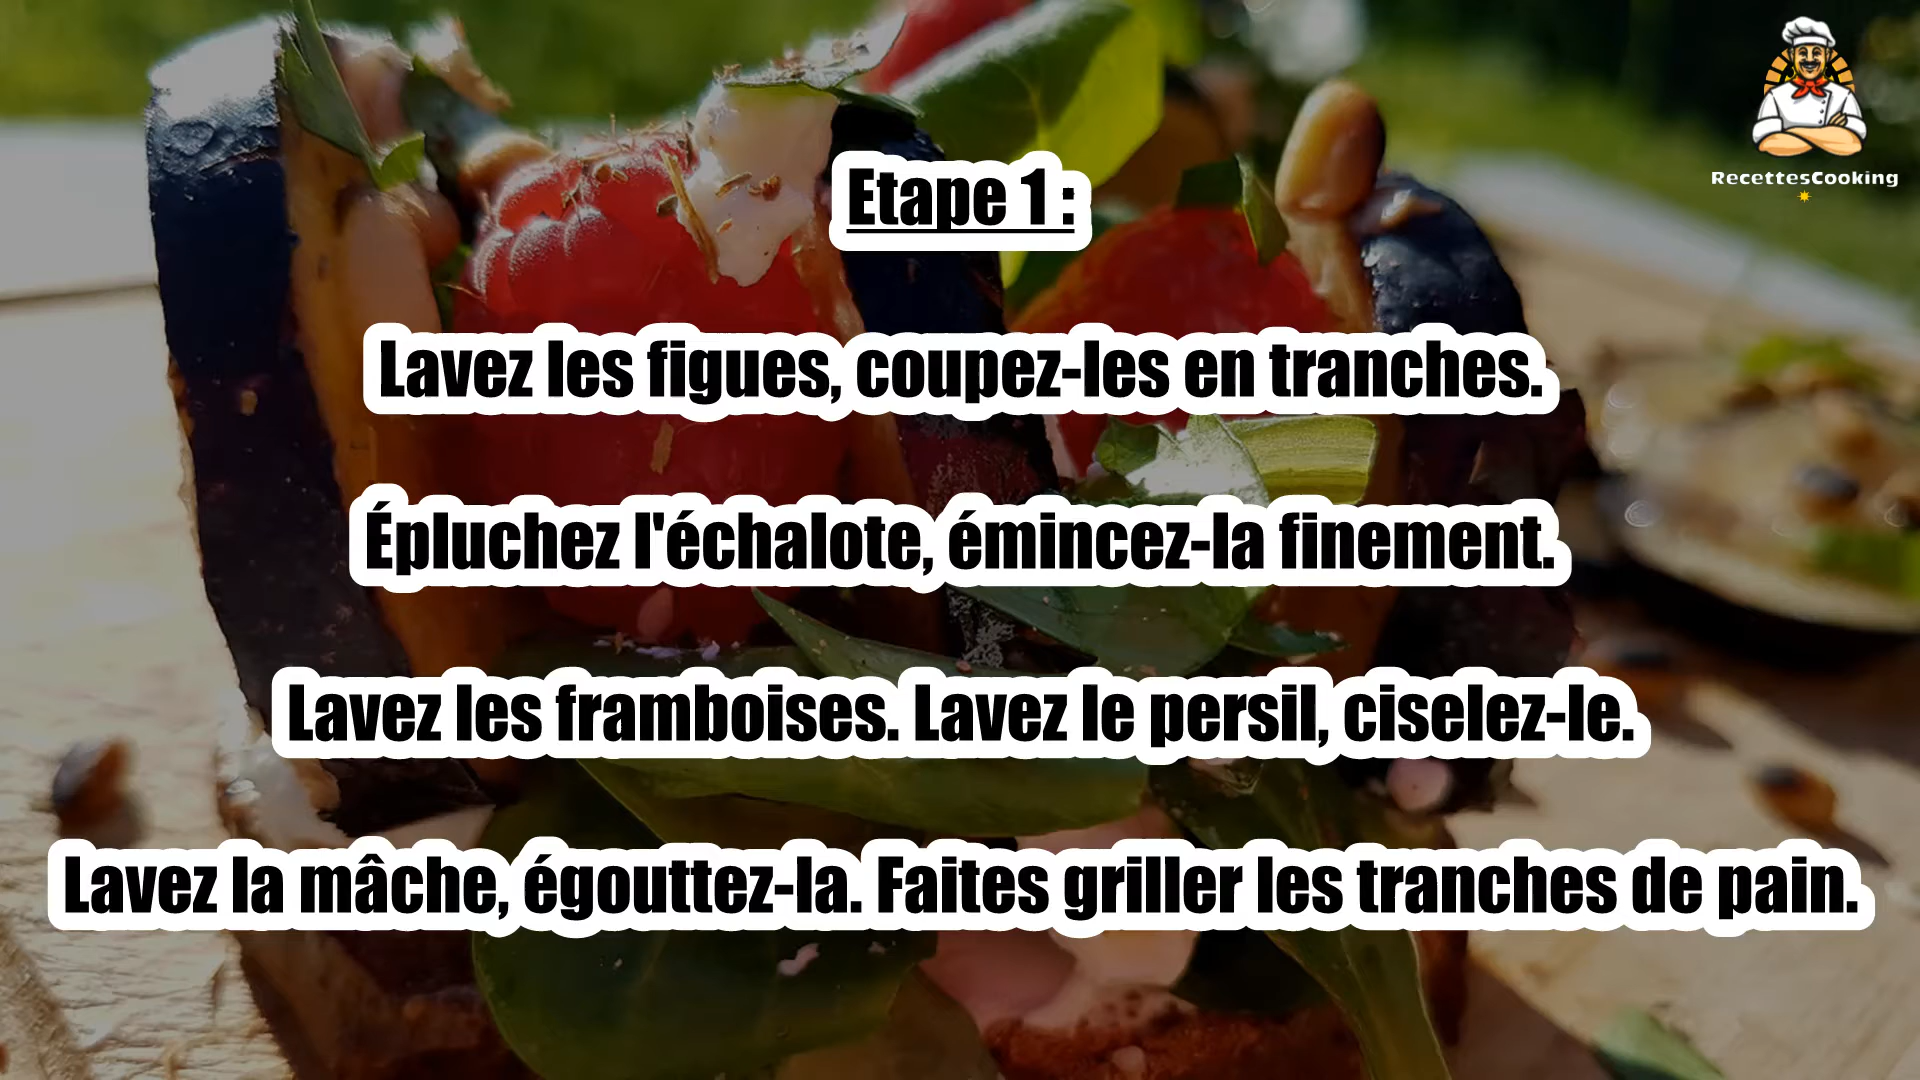 RecettesCooking
Etape 1 :
Lavez les figues, coupez-les en tranches.
Épluchez l'échalote, émincez-la finement.
Lavez les framboises. Lavez le persil, ciselez-le.
Lavez la mâche, égouttez-la. Faites griller les tranches de pain.